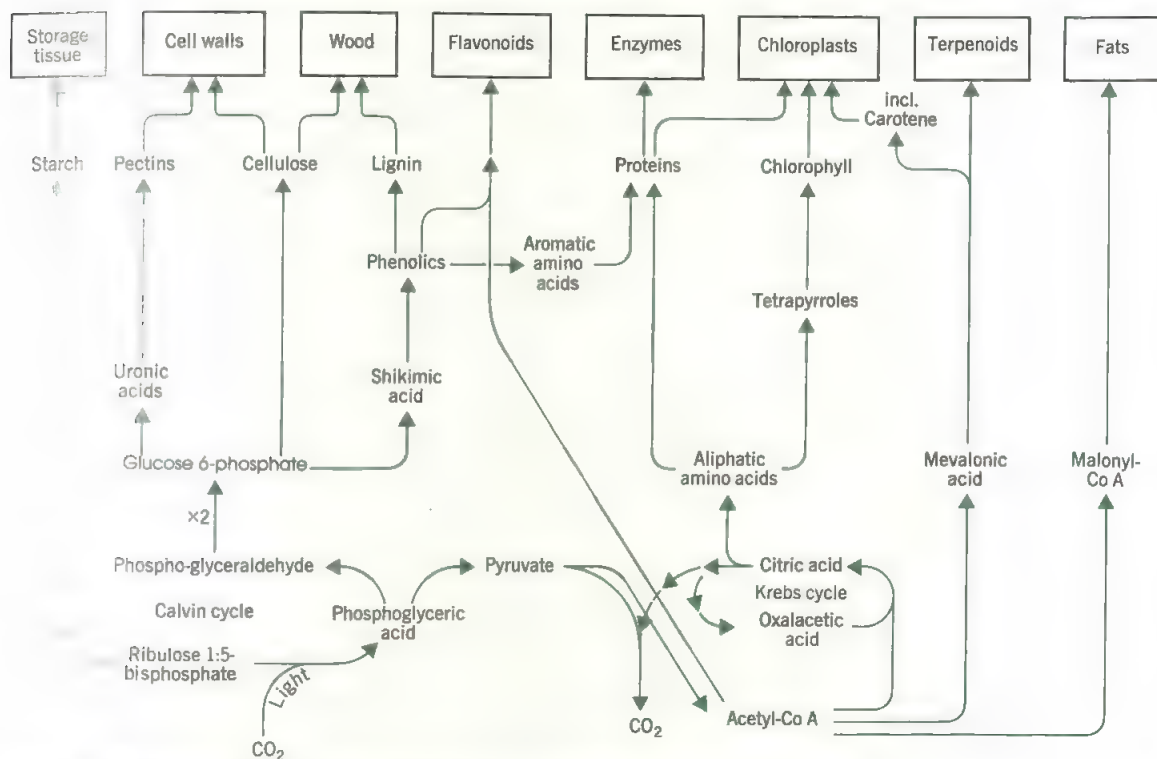 Storage
tissue
Cell walls
Wood
Flavonoids
Enzymes
Chloroplasts
Terpenoids
Fats
incl.
Carotene
Starch
Pectins
Cellulose
Lignin
Proteins
Chlorophyll
Phenolics
Aromatic
amino
acids
Tetrapyrroles
Uronic
acids
Shikimic
acid
Glucose 6-phosphate
Aliphatic
amino acids
Mevalonic
acid
Malonyl-
Co A
×2
Phospho-glyceraldehyde
Pyruvate
Citric acid
Krebs cycle
Calvin cycle
Phosphoglyceric
acid
Oxalacetic
acid
Ribulose 1:5-
bisphosphate
Light
CO₂
CO₂
Acetyl-Co A